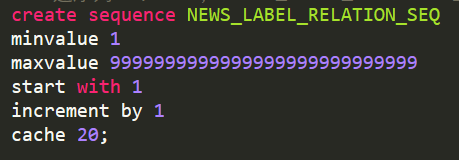 create sequence NEWS_LABEL_RELATION_SEQ
minvalue 1
maxvalue 9999999999999999999999999999
start with 1
increment by 1
cache 20;